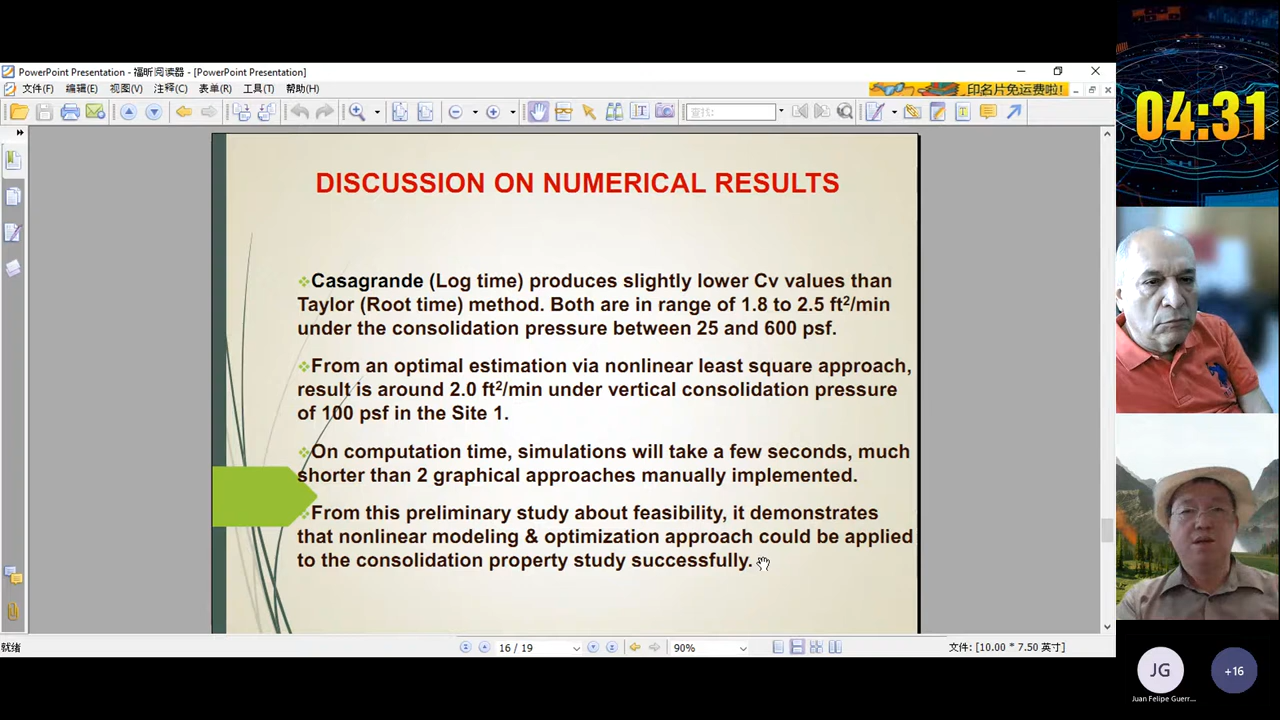 PowerPoint Presentation - 福昕阅读器 - [PowerPoint Presentation]
文件(F) 编辑(E) 视图(V) 注释(C) 表单(R) 工具(T) 帮助(H)
印名片免运费啦!
查找:
04:31
DISCUSSION ON NUMERICAL RESULTS
Casagrande (Log time) produces slightly lower Cv values than
Taylor (Root time) method. Both are in range of 1.8 to 2.5 ft²/min
under the consolidation pressure between 25 and 600 psf.
From an optimal estimation via nonlinear least square approach,
result is around 2.0 ft²/min under vertical consolidation pressure
of 100 psf in the Site 1.
On computation time, simulations will take a few seconds, much
shorter than 2 graphical approaches manually implemented.
From this preliminary study about feasibility, it demonstrates
that nonlinear modeling & optimization approach could be applied
to the consolidation property study successfully.
就绪
16 / 19
90%
文件: [10.00 * 7.50 英寸]
JG
+16
Juan Felipe Guerr...